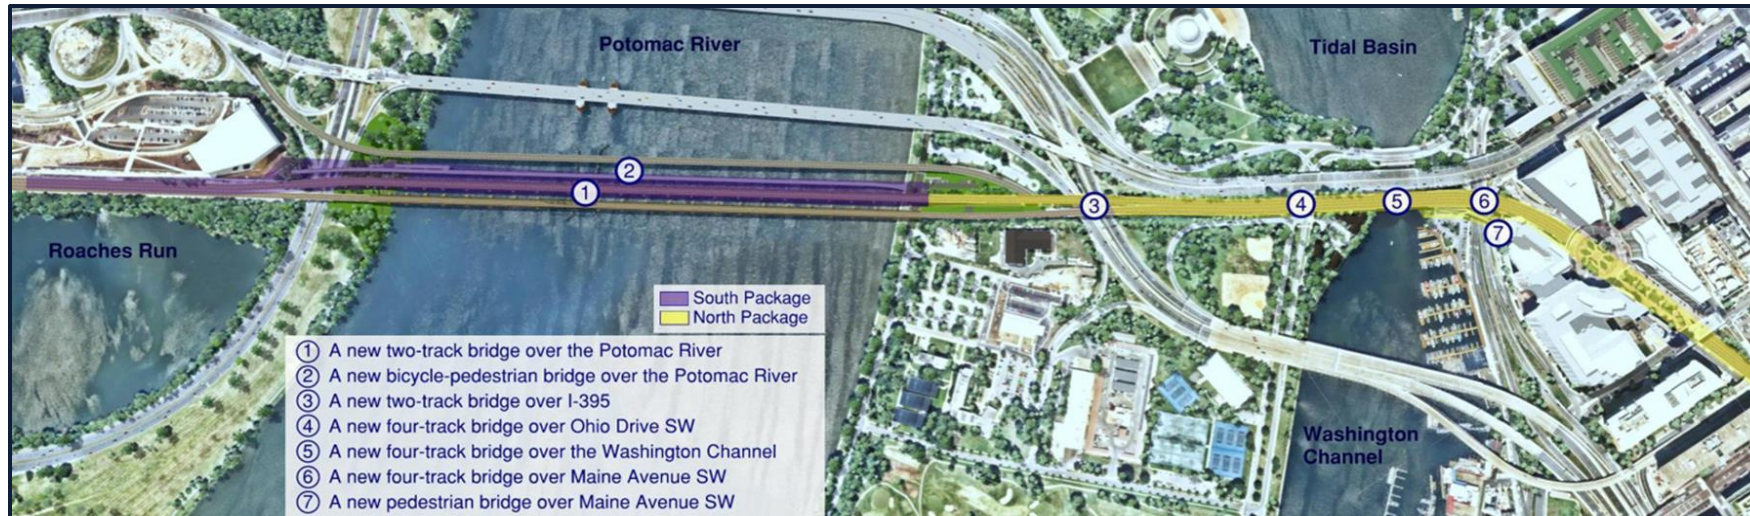 Potomac River
Tidal Basin
2
1
3
4
5
6
7
Roaches Run
South Package
North Package
1 A new two-track bridge over the Potomac River
2 A new bicycle-pedestrian bridge over the Potomac River
3 A new two-track bridge over I-395
4 A new four-track bridge over Ohio Drive SW
5 A new four-track bridge over the Washington Channel
6 A new four-track bridge over Maine Avenue SW
7 A new pedestrian bridge over Maine Avenue SW
Washington
Channel